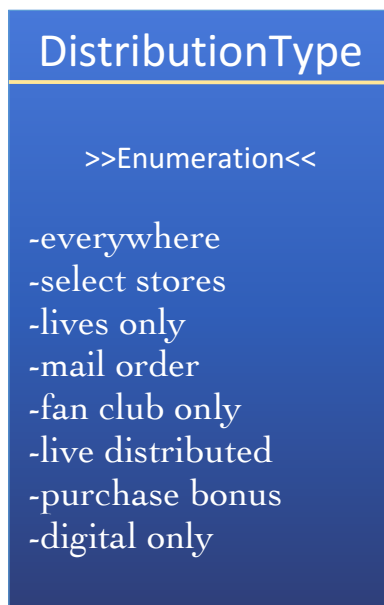 DistributionType
>>Enumeration<<
-everywhere
-select stores
-lives only
-mail order
-fan club only
-live distributed
-purchase bonus
-digital only